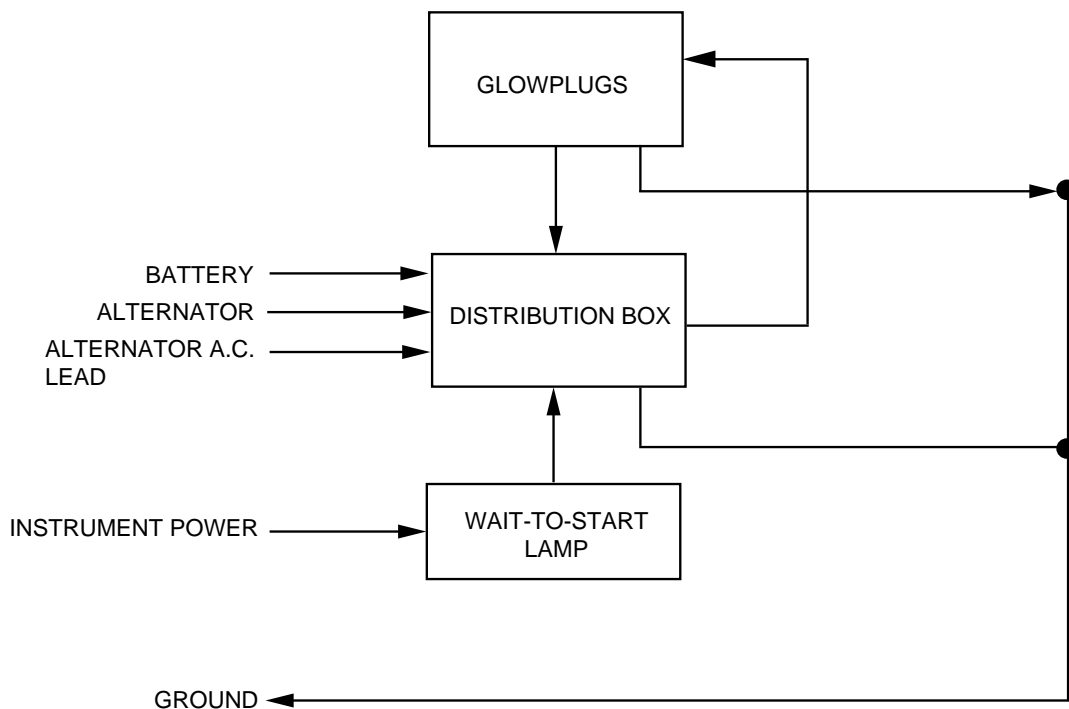 GLOWPLUGS
BATTERY
ALTERNATOR
DISTRIBUTION BOX
ALTERNATOR A.C.
LEAD
INSTRUMENT POWER
WAIT-TO-START
LAMP
GROUND